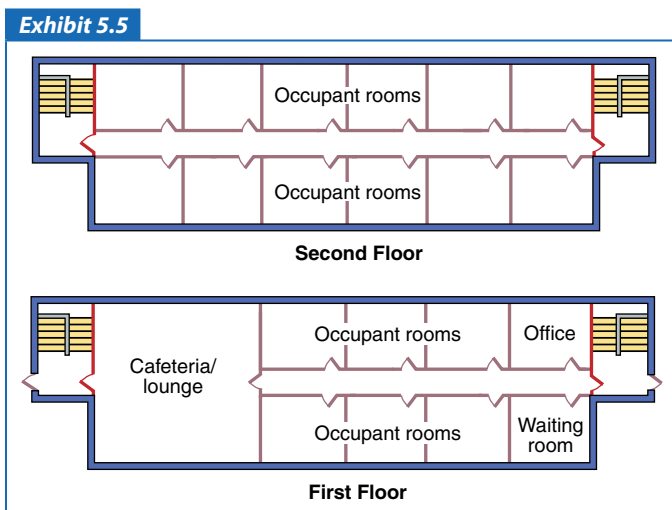 Exhibit 5.5
Occupant rooms
Occupant rooms
Second Floor
Occupant rooms
Office
Cafeteria/
lounge
Occupant rooms
Waiting
room
First Floor